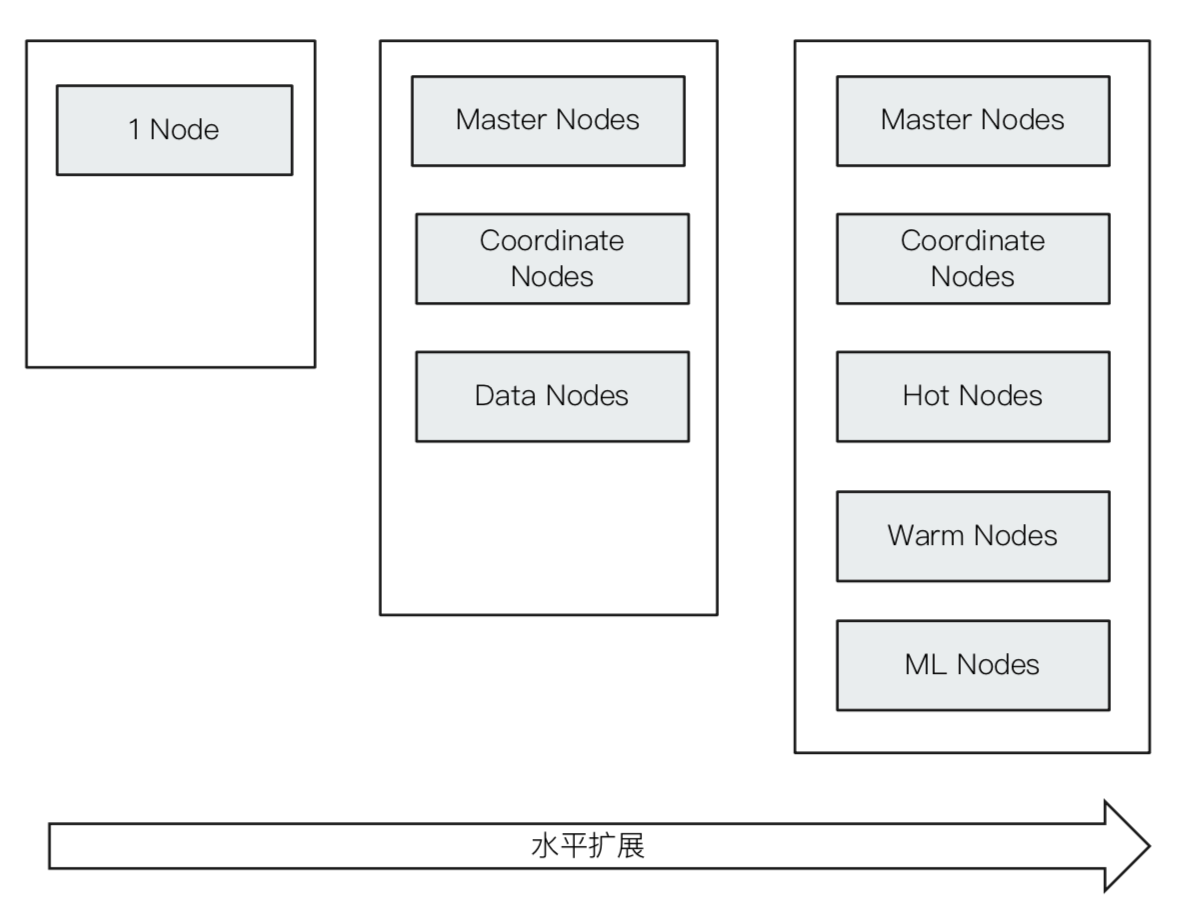 1 Node
Master Nodes
Coordinate
Nodes
Data Nodes
Master Nodes
Coordinate
Nodes
Hot Nodes
Warm Nodes
ML Nodes
水平扩展